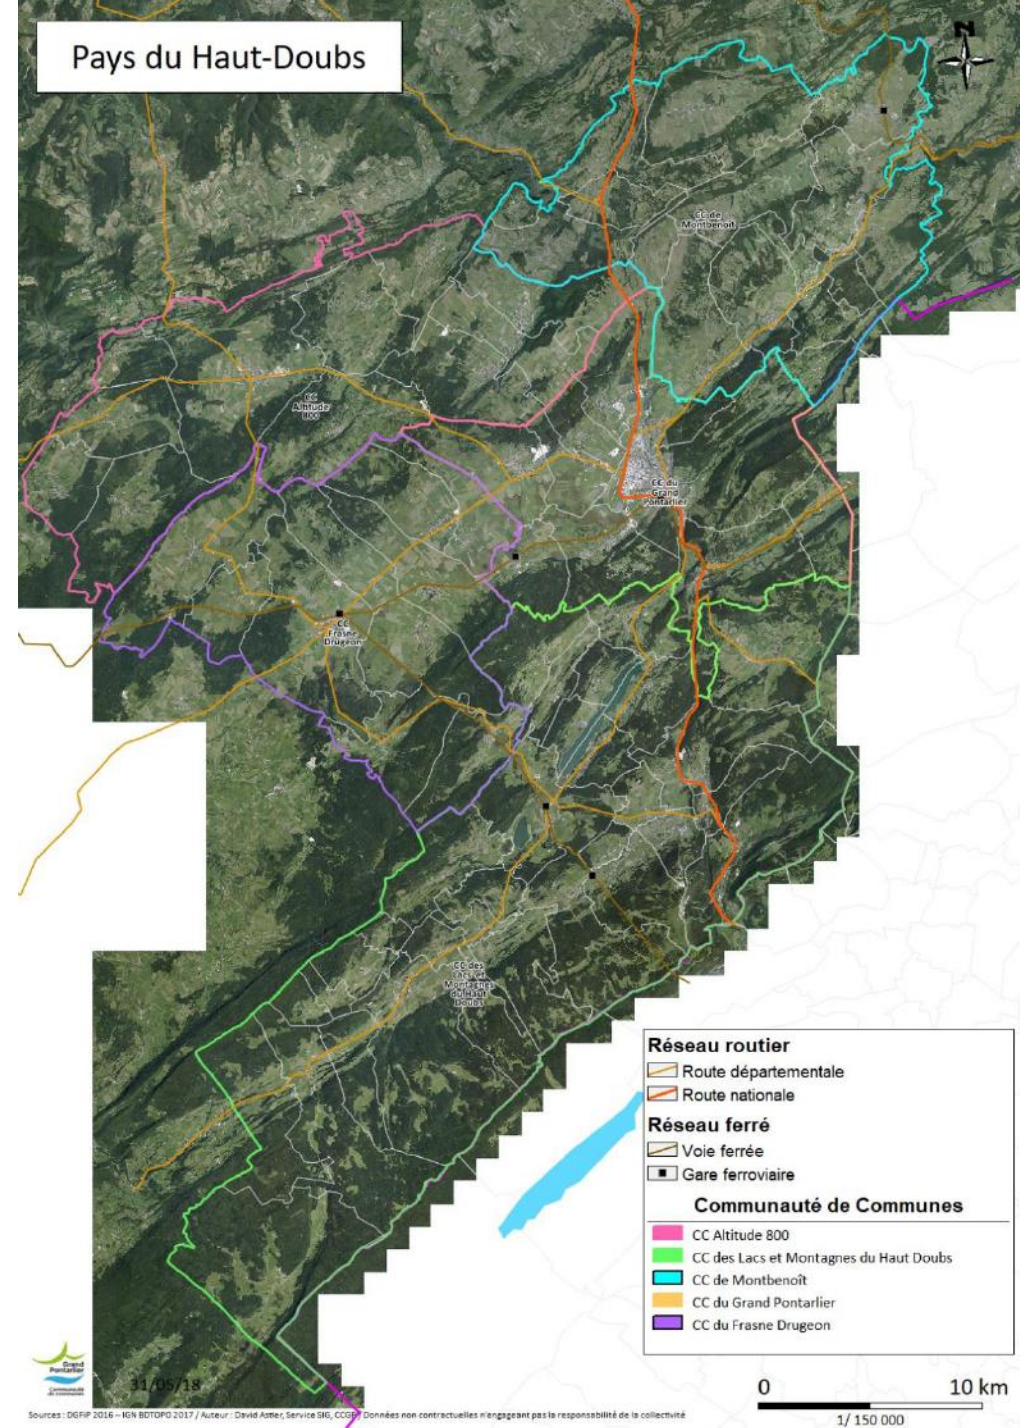 Pays du Haut-Doubs
N
CC de
Montbenoît
CC
Altitude
800
CC du
Grand
Pontarlier
CC
Frasne
Drugeon
CC des
Lacs et
Montagnes
du Haut
Doubs
Réseau routier
Route départementale
Route nationale
Réseau ferré
Voie ferrée
Gare ferroviaire
Communauté de Communes
CC Altitude 800
CC des Lacs et Montagnes du Haut Doubs
CC de Montbenoît
CC du Grand Pontarlier
CC du Frasne Drugeon
Grand
Pontarlier
Communauté
de communes
31/05/18
0 10 km
1/ 150 000
Sources : DGFiP 2016 – IGN BDTOPO 2017 / Auteur : David Astier, Service SIG, CCGP / Données non contractuelles n'engageant pas la responsabilité de la collectivité